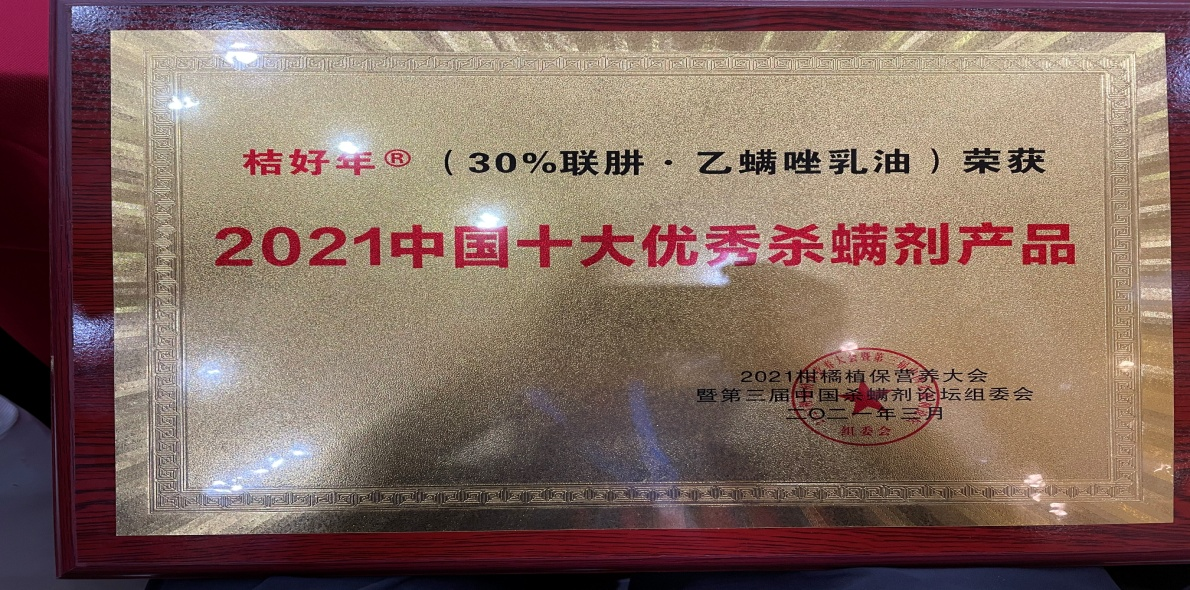 桔好年®（30%联肼·乙螨唑乳油）荣获
2021中国十大优秀杀螨剂产品
2021柑橘植保营养大会
暨第三届中国杀螨剂论坛组委会
二〇二一年三月
组委会